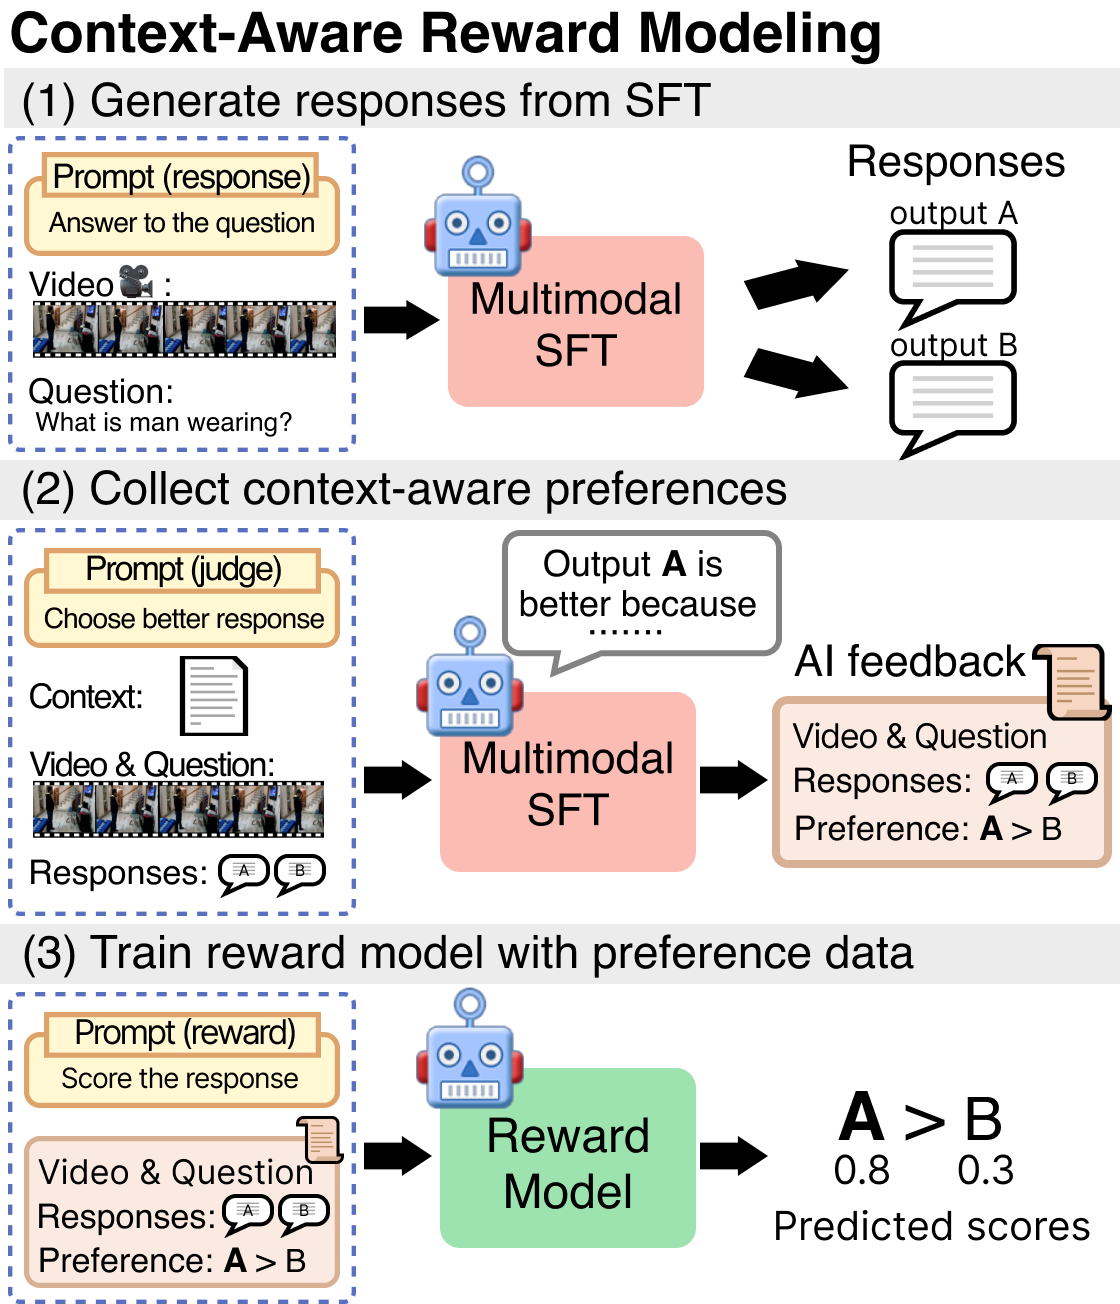 Context-Aware Reward Modeling
(1) Generate responses from SFT
Prompt (response)
Answer to the question
Video :
Question:
What is man wearing?
Multimodal
SFT
Responses
output A
output B
(2) Collect context-aware preferences
Prompt (judge)
Choose better response
Context:
Video & Question:
Responses: A B
Output A is
better because
.......
Multimodal
SFT
AI feedback
Video & Question
Responses: A B
Preference: A > B
(3) Train reward model with preference data
Prompt (reward)
Score the response
Video & Question
Responses: A B
Preference: A > B
Reward
Model
A > B
0.8 0.3
Predicted scores